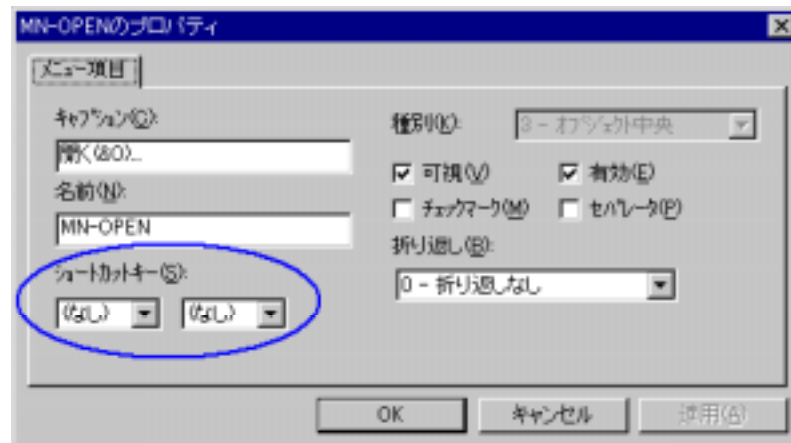 MN-OPENのプロパティ
メニュー項目
キャプション(C):
開く(&O)...
名前(N):
MN-OPEN
ショートカットキー(S):
(なし) (なし)
種別(K): 3 - オブジェクト中央
可視(V) 有効(E)
チェックマーク(M) セパレータ(P)
折り返し(B):
0 - 折り返しなし
OK キャンセル 適用(A)